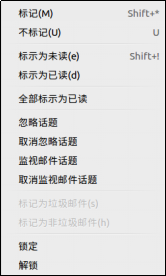 标记(M) Shift+*
不标记(U) U
标示为未读(e) Shift+!
标示为已读(d)
全部标示为已读
忽略话题
取消忽略话题
监视邮件话题
取消监视邮件话题
标记为垃圾邮件(s)
标记为非垃圾邮件(h)
锁定
解锁